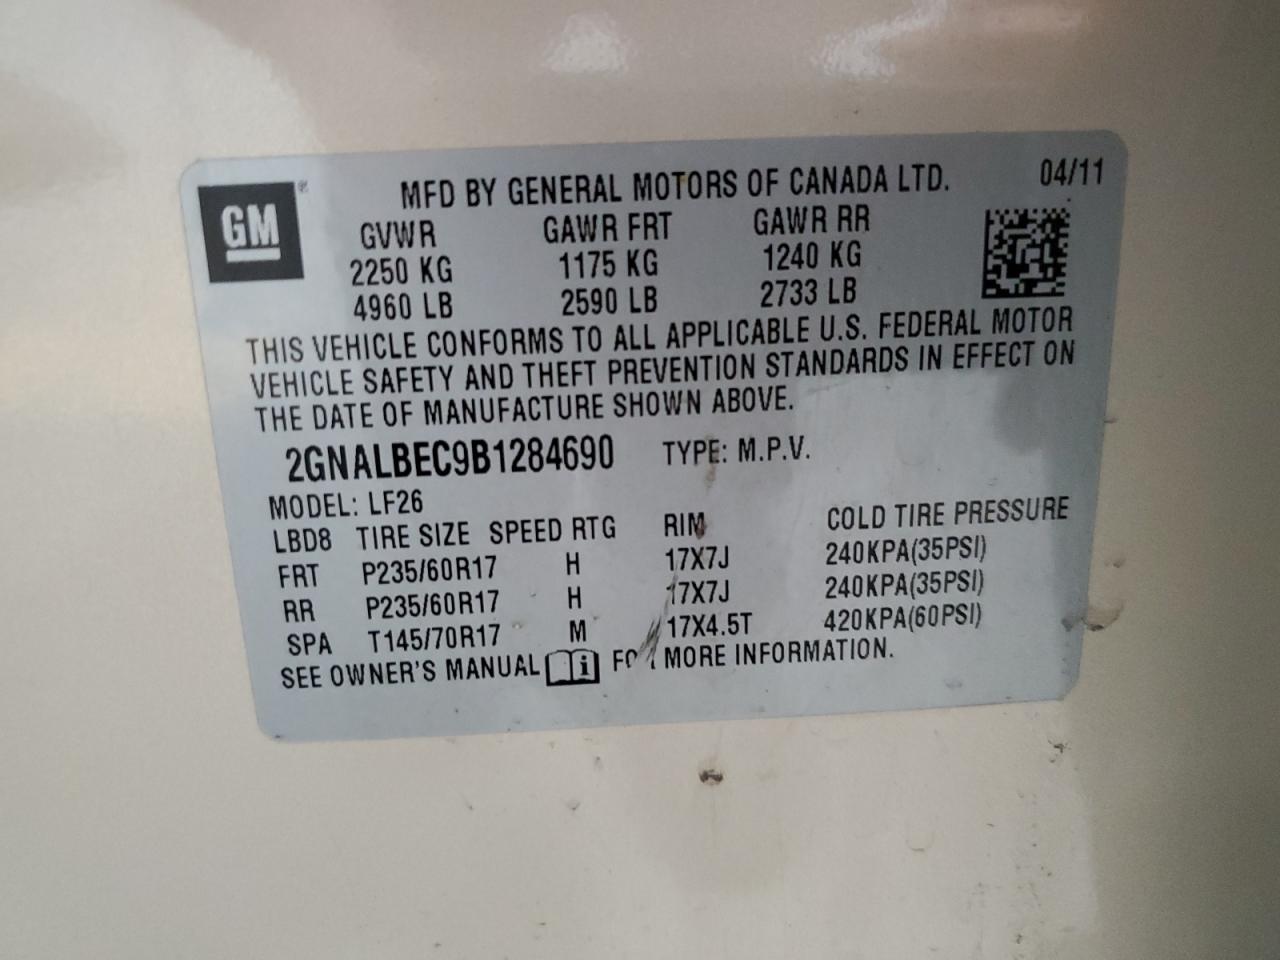 GM ®
MFD BY GENERAL MOTORS OF CANADA LTD. 04/11
GVWR GAWR FRT GAWR RR
2250 KG 1175 KG 1240 KG
4960 LB 2590 LB 2733 LB
THIS VEHICLE CONFORMS TO ALL APPLICABLE U.S. FEDERAL MOTOR
VEHICLE SAFETY AND THEFT PREVENTION STANDARDS IN EFFECT ON
THE DATE OF MANUFACTURE SHOWN ABOVE.
2GNALBEC9B1284690 TYPE: M.P.V.
MODEL: LF26
LBD8 TIRE SIZE SPEED RTG RIM COLD TIRE PRESSURE
FRT P235/60R17 H 17X7J 240KPA(35PSI)
RR P235/60R17 H 17X7J 240KPA(35PSI)
SPA T145/70R17 M 17X4.5T 420KPA(60PSI)
SEE OWNER'S MANUAL i FOR MORE INFORMATION.